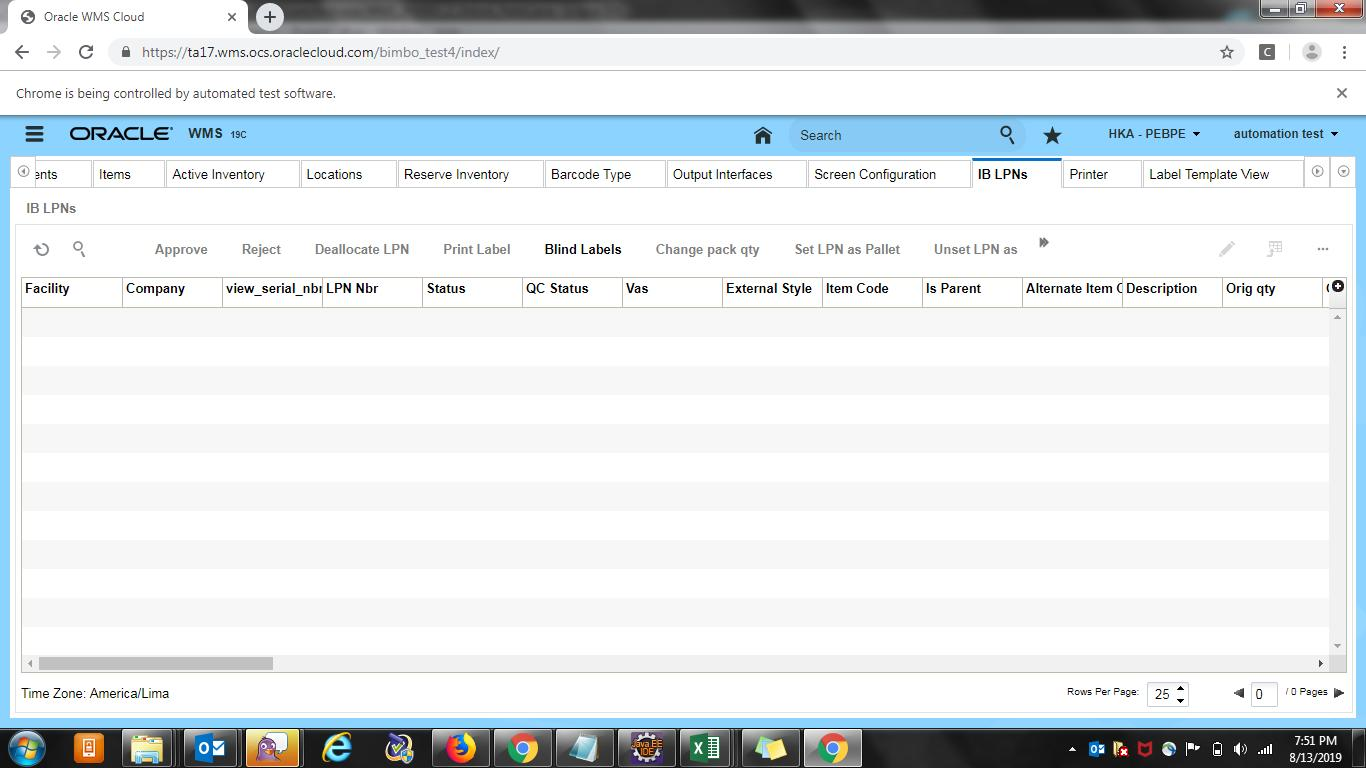 Oracle WMS Cloud
https://ta17.wms.ocs.oraclecloud.com/bimbo_test4/index/
C
Chrome is being controlled by automated test software.
ORACLE WMS 19C Search HKA - PEBPE automation test
ents Items Active Inventory Locations Reserve Inventory Barcode Type Output Interfaces Screen Configuration IB LPNs Printer Label Template View
IB LPNs
Approve Reject Deallocate LPN Print Label Blind Labels Change pack qty Set LPN as Pallet Unset LPN as
Facility Company view_serial_nbr LPN Nbr Status QC Status Vas External Style Item Code Is Parent Alternate Item Description Orig qty
Time Zone: America/Lima Rows Per Page: 25 0 / 0 Pages
Java EE
IDE
7:51 PM
8/13/2019